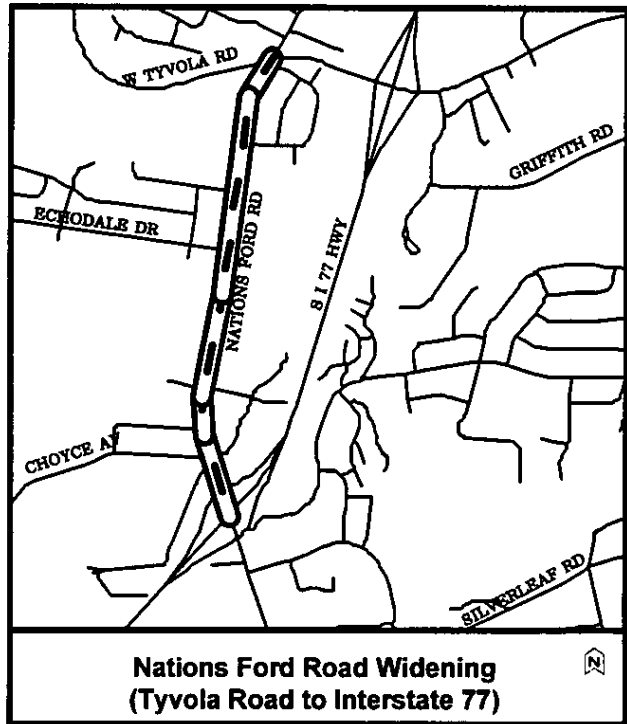 W TYVOLA RD
GRIFFITH RD
ECHODALE DR
NATIONS FORD RD
S I 77 HWY
CHOYCE AV
SILVERLEAF RD
Nations Ford Road Widening
(Tyvola Road to Interstate 77)
N